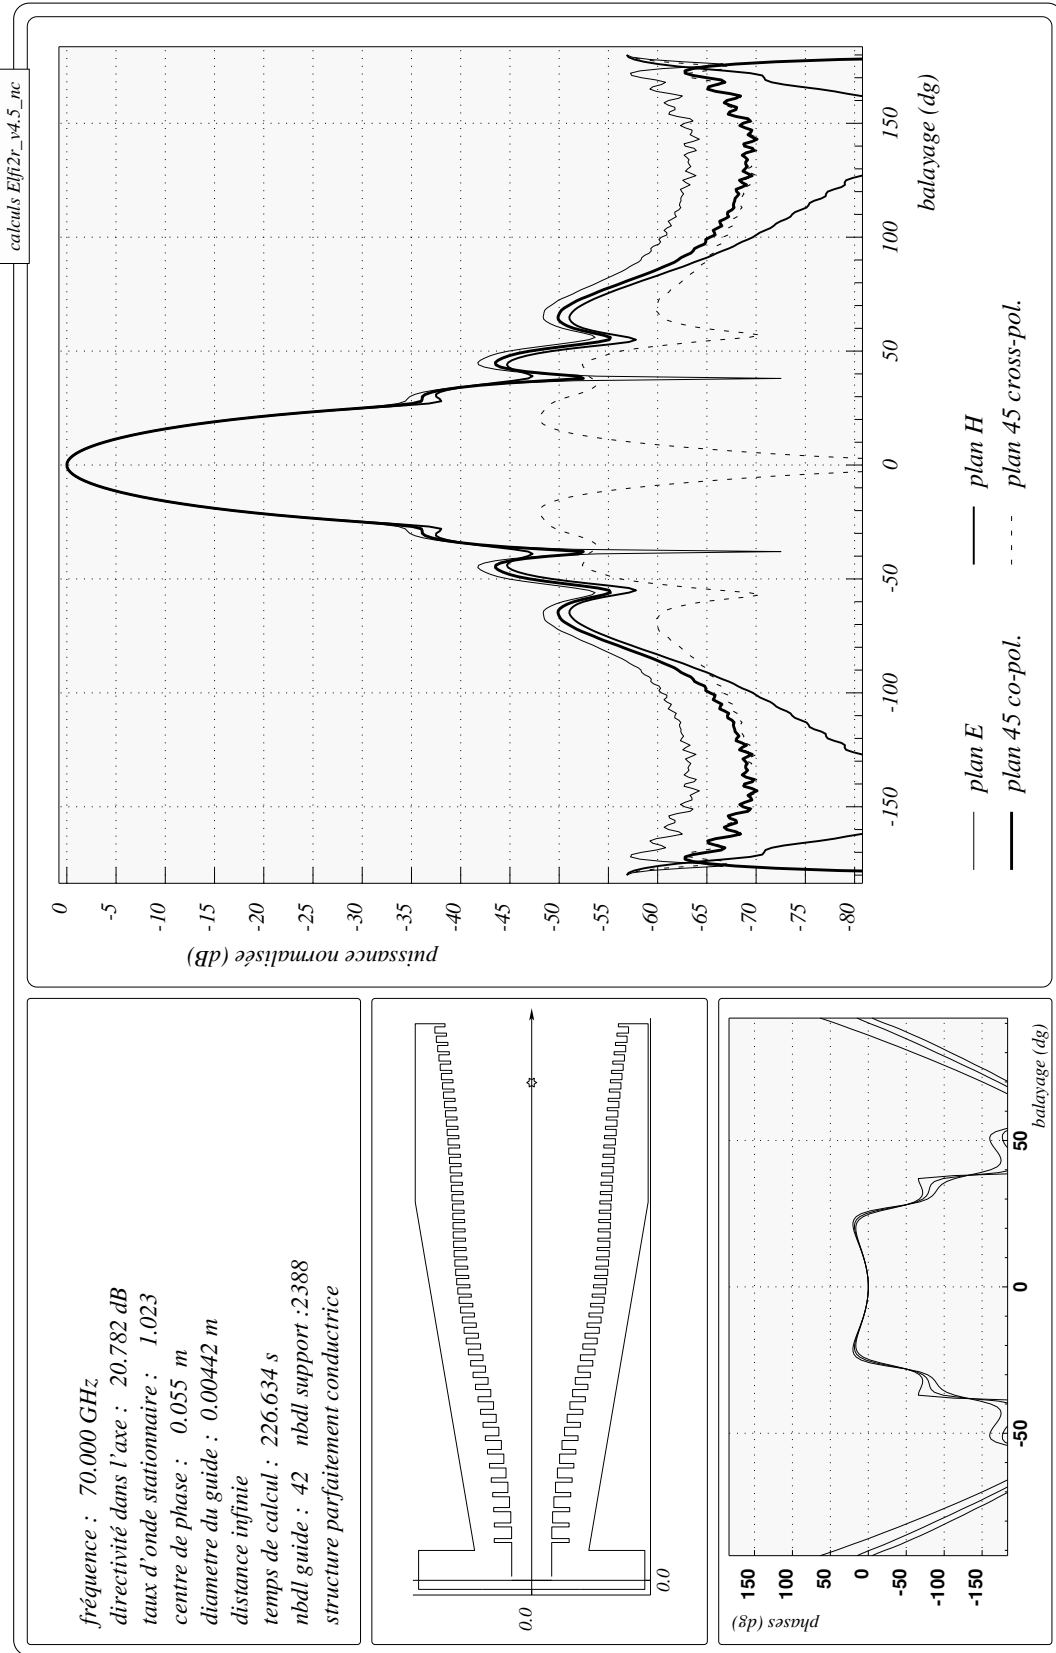 calculs Elfi2r_v4.5_nc
fréquence : 70.000 GHz
directivité dans l'axe : 20.782 dB
taux d'onde stationnaire : 1.023
centre de phase : 0.055 m
diametre du guide : 0.00442 m
distance infinie
temps de calcul : 226.634 s
nbdl guide : 42 nbdl support :2388
structure parfaitement conductrice
0.0
0.0
phases (dg)
150
100
50
0
-50
-100
-150
-50
0
50
balayage (dg)
puissance normalisée (dB)
0
-5
-10
-15
-20
-25
-30
-35
-40
-45
-50
-55
-60
-65
-70
-75
-80
-150
-100
-50
0
50
100
150
balayage (dg)
plan E
plan H
plan 45 co-pol.
plan 45 cross-pol.